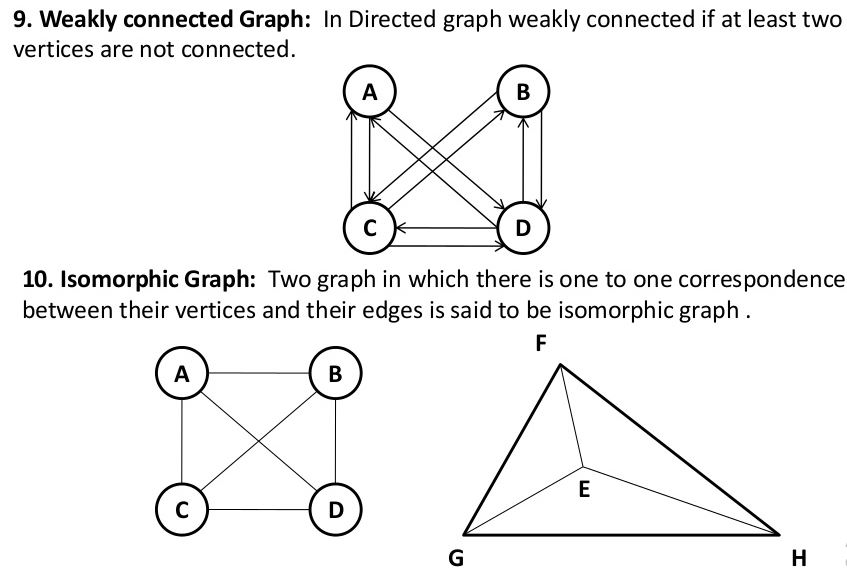 9. Weakly connected Graph: In Directed graph weakly connected if at least two
vertices are not connected.
A
B
C
D
10. Isomorphic Graph: Two graph in which there is one to one correspondence
between their vertices and their edges is said to be isomorphic graph .
F
A
B
E
C
D
G
H